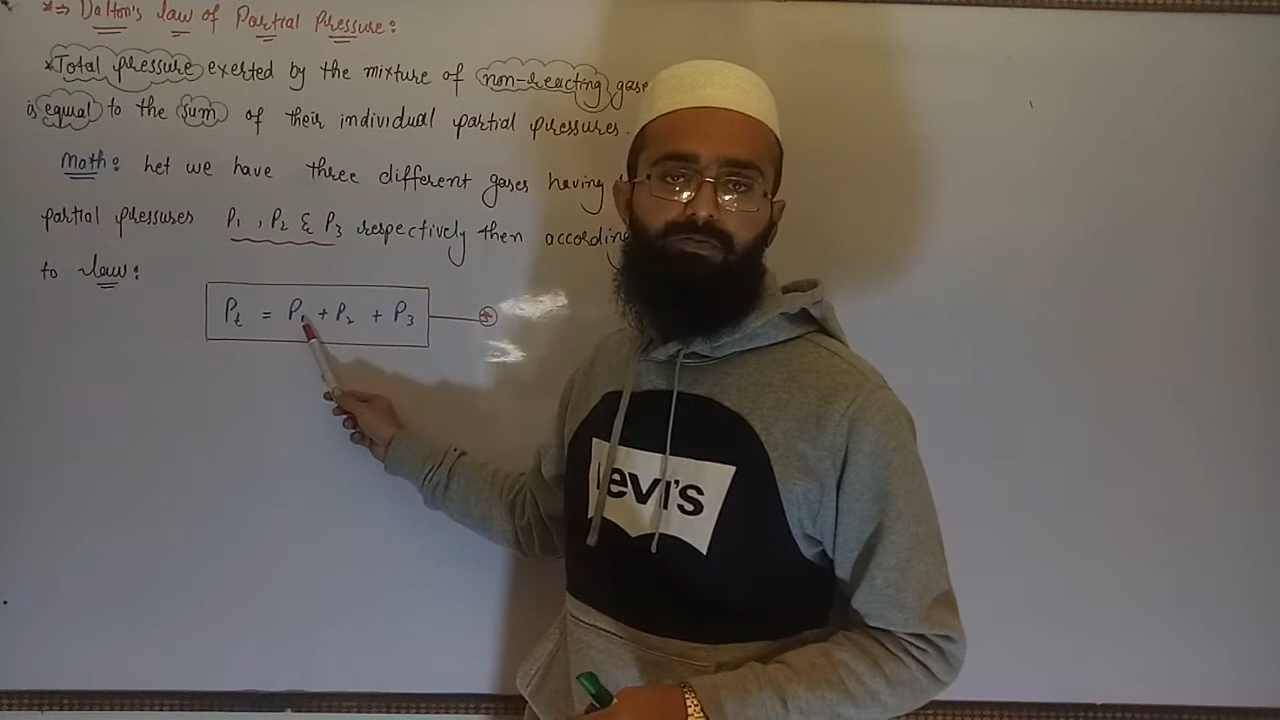 *⇒ Dalton's law of Partial Pressure:
*Total pressure exerted by the mixture of non-reacting gase
is equal to the sum of their individual partial pressures.
Math: Let we have three different gases having
partial pressures P₁, P₂ & P₃ respectively then according
to law:
Pₜ = P₁ + P₂ + P₃
Levi's